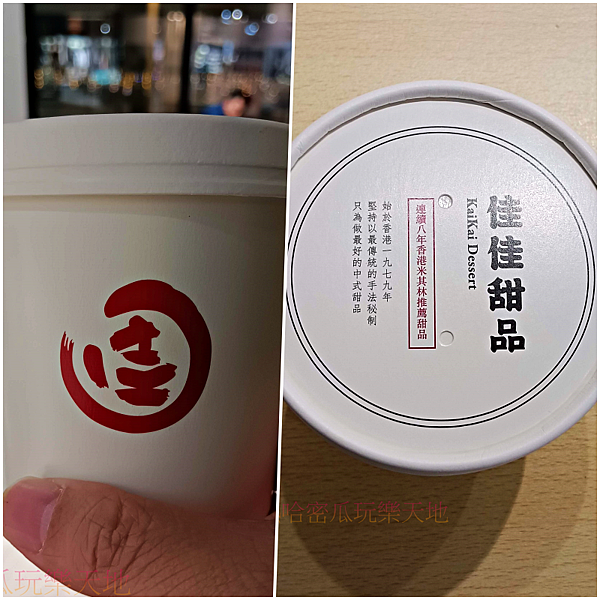 佳
瓜玩樂大地
佳佳甜品
KaiKai Dessert
連續八年香港米其林推薦甜品
始於香港一九七九年
堅持以最傳統的手法秘制
只為做最好的中式甜品
哈密瓜玩樂大地